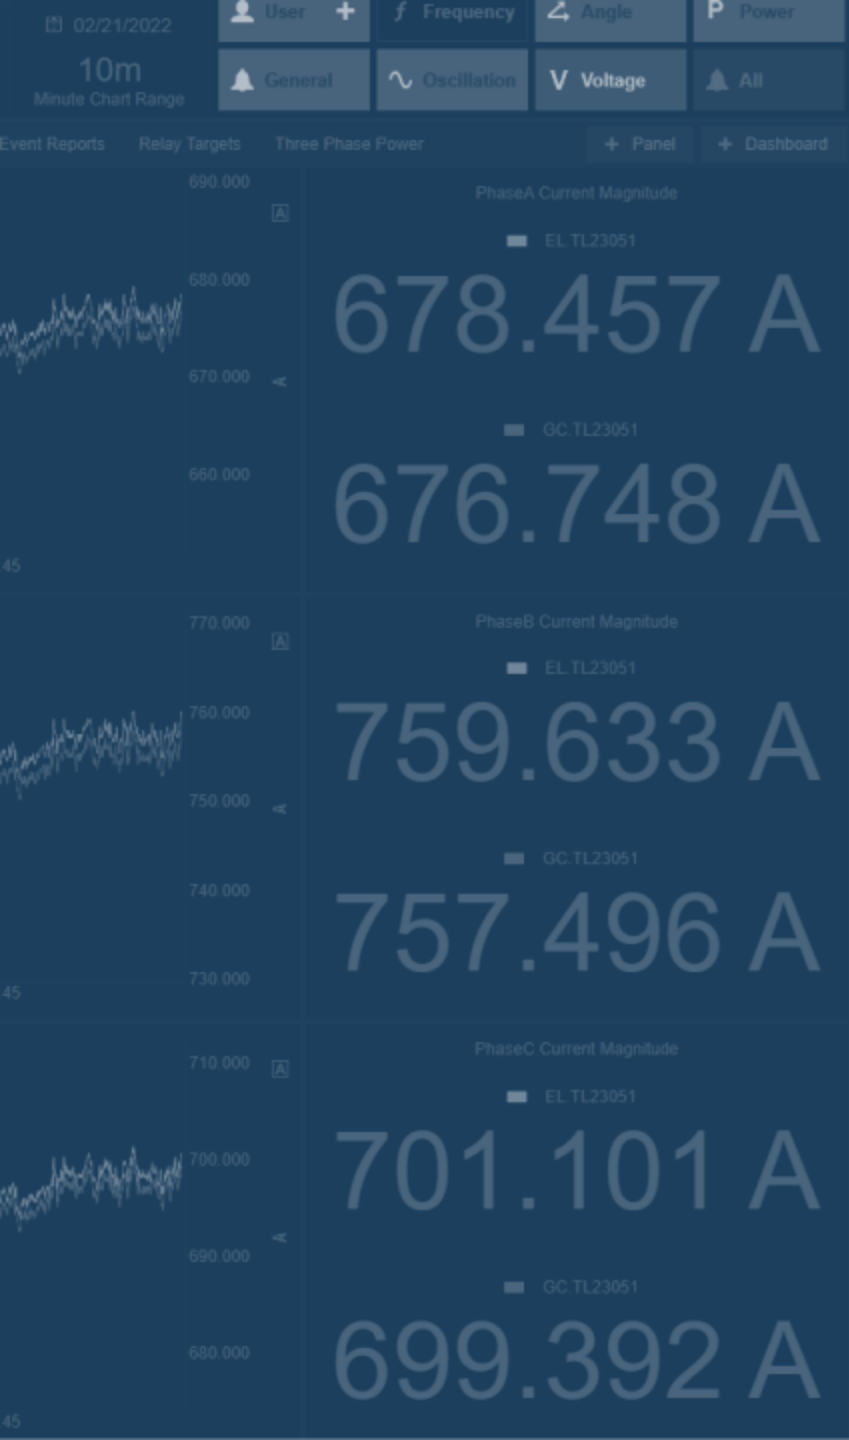 User + Frequency Angle P Power
02/21/2022
10m
Minute Chart Range
General Oscillation V Voltage All
Event Reports Relay Targets Three Phase Power + Panel + Dashboard
690.000
680.000
670.000
660.000
:45
A
A
PhaseA Current Magnitude
EL.TL23051
678.457 A
GC.TL23051
676.748 A
770.000
760.000
750.000
740.000
730.000
:45
A
A
PhaseB Current Magnitude
EL.TL23051
759.633 A
GC.TL23051
757.496 A
710.000
700.000
690.000
680.000
:45
A
A
PhaseC Current Magnitude
EL.TL23051
701.101 A
GC.TL23051
699.392 A